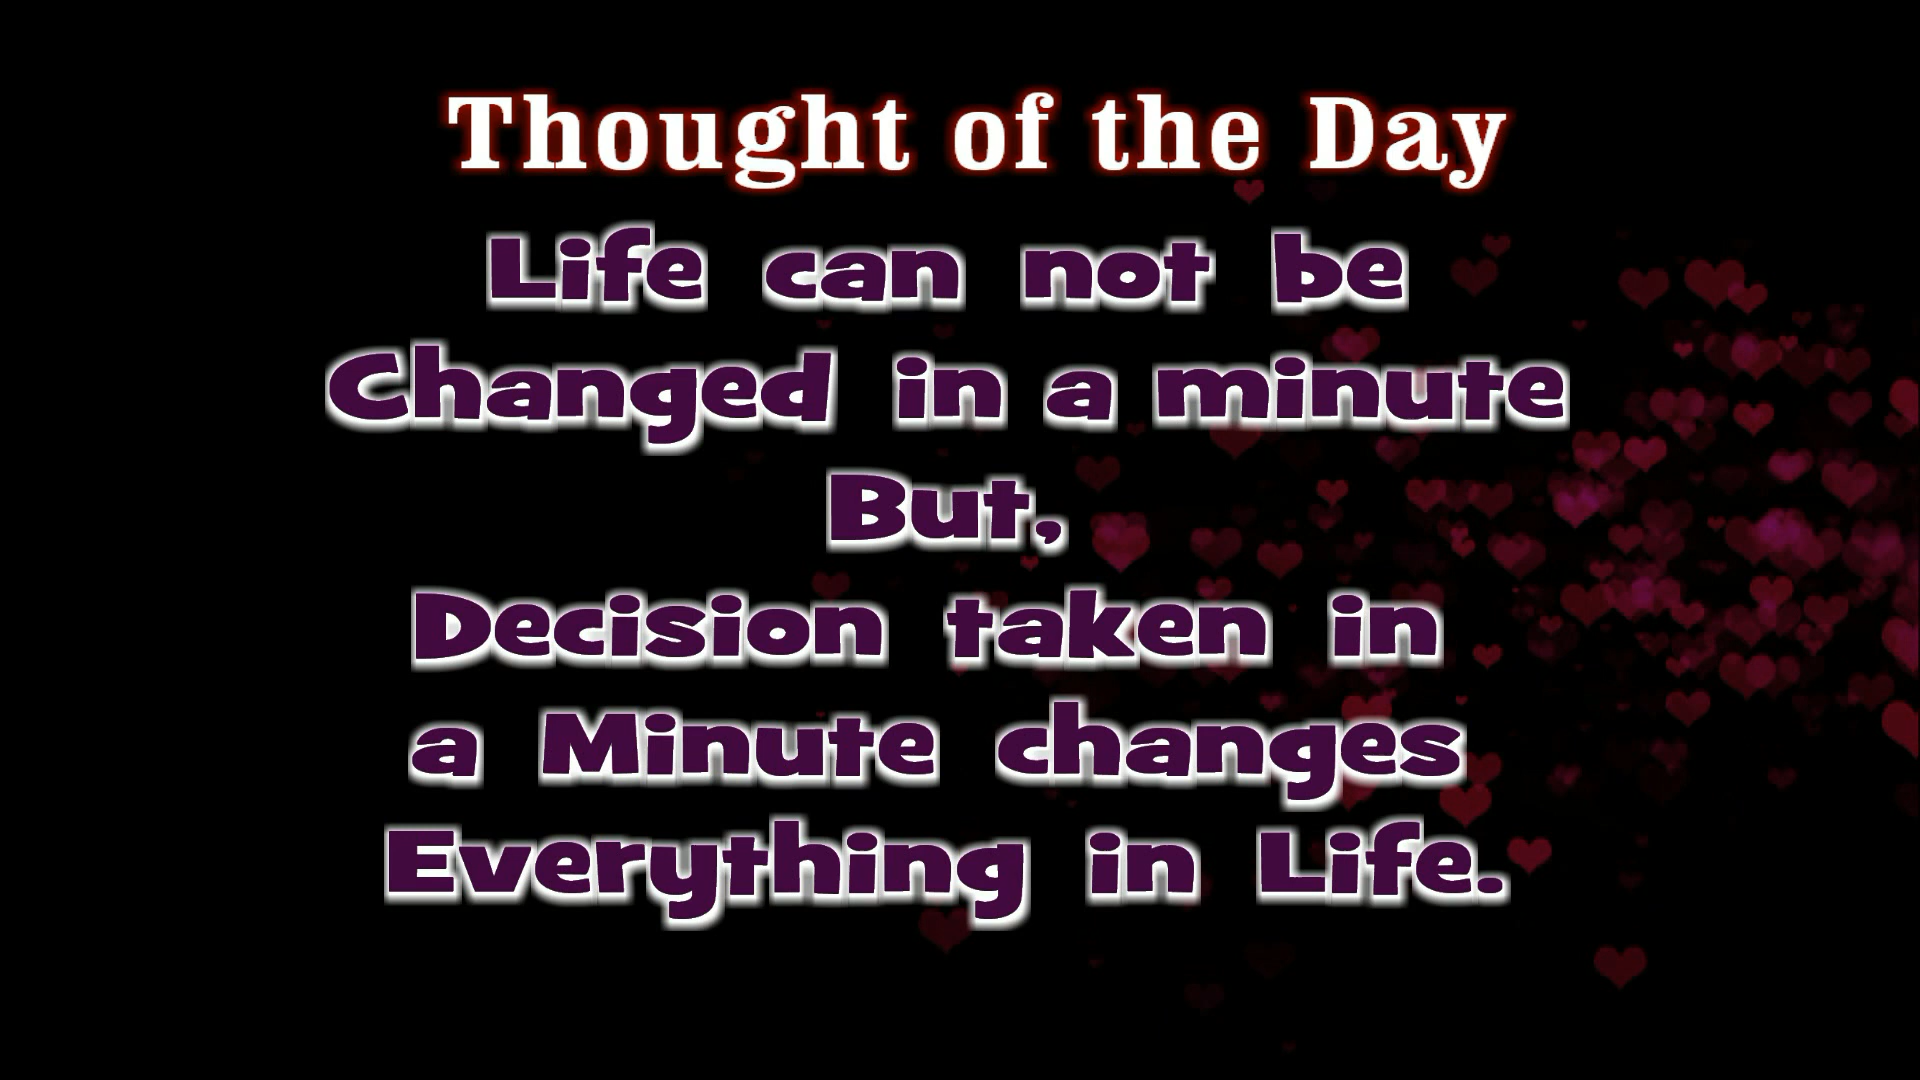 Thought of the Day
Life can not be
Changed in a minute
But,
Decision taken in
a Minute changes
Everything in Life.